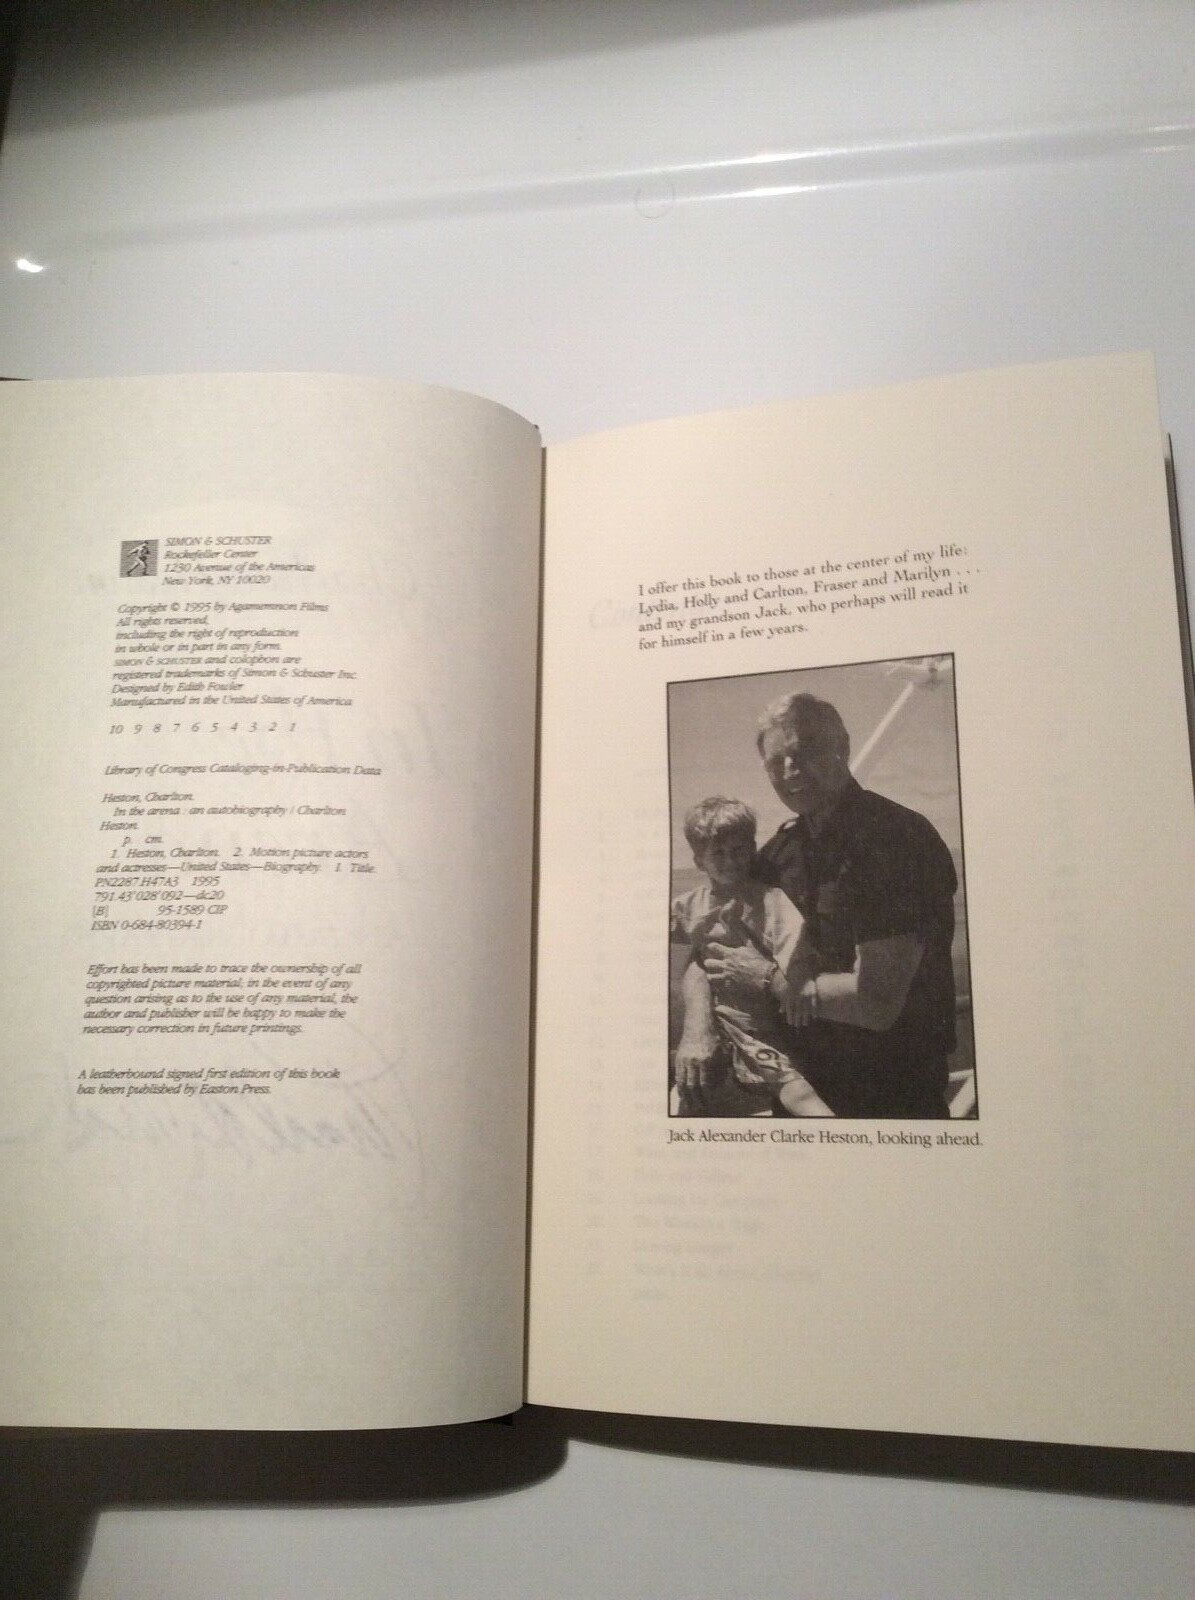 SIMON & SCHUSTER
Rockefeller Center
1230 Avenue of the Americas
New York, NY 10020
Copyright © 1995 by Agamemnon Films
All rights reserved,
including the right of reproduction
in whole or in part in any form.
SIMON & SCHUSTER and colophon are
registered trademarks of Simon & Schuster Inc.
Designed by Edith Fowler
Manufactured in the United States of America
10 9 8 7 6 5 4 3 2 1
Library of Congress Cataloging-in-Publication Data
Heston, Charlton.
In the arena : an autobiography / Charlton
Heston.
p. cm.
1. Heston, Charlton. 2. Motion picture actors
and actresses—United States—Biography. I. Title.
PN2287.H47A3 1995
791.43'028'092—dc20
[B] 95-1589 CIP
ISBN 0-684-80394-1
Effort has been made to trace the ownership of all
copyrighted picture material; in the event of any
question arising as to the use of any material, the
author and publisher will be happy to make the
necessary correction in future printings.
A leatherbound signed first edition of this book
has been published by Easton Press.
I offer this book to those at the center of my life:
Lydia, Holly and Carlton, Fraser and Marilyn . . .
and my grandson Jack, who perhaps will read it
for himself in a few years.
Jack Alexander Clarke Heston, looking ahead.